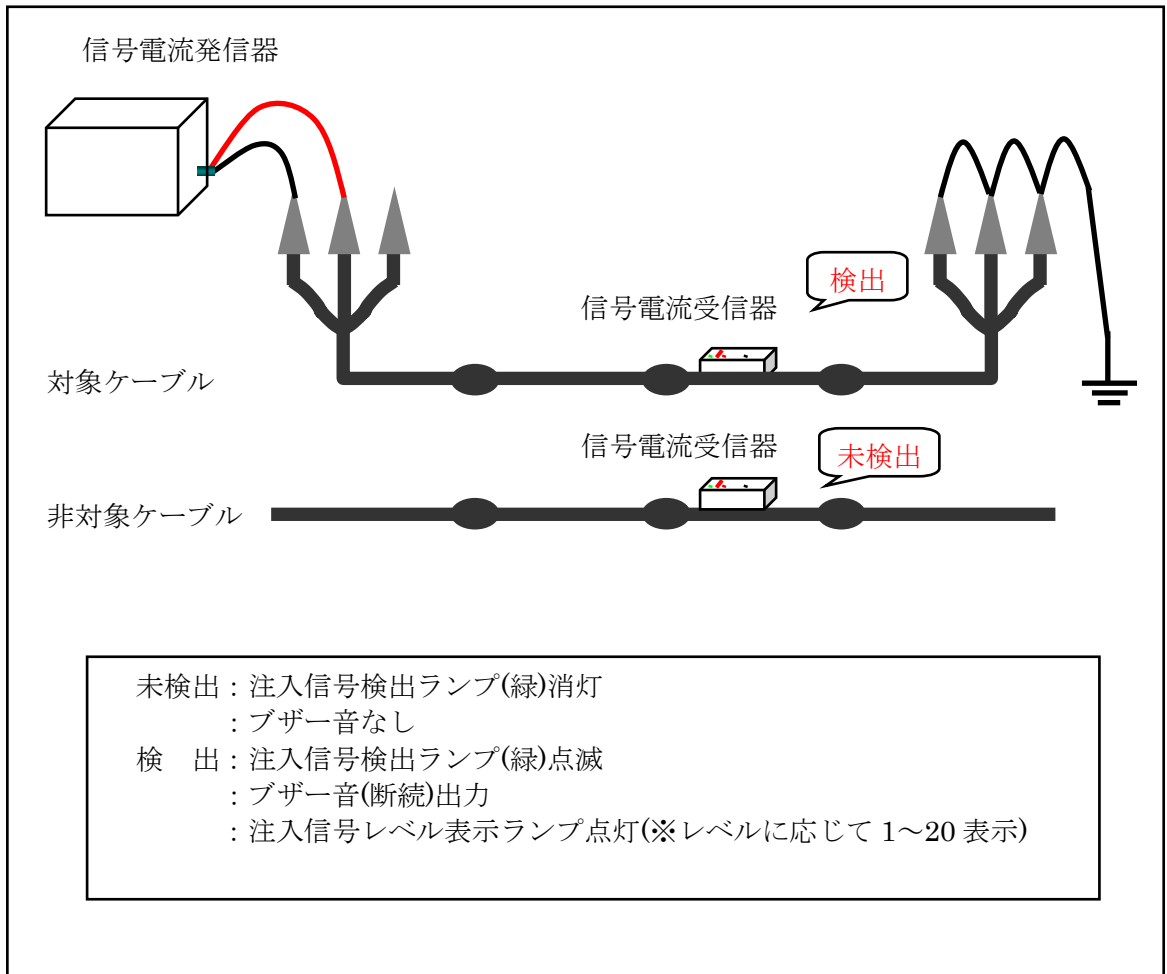 信号電流発信器
検出
信号電流受信器
対象ケーブル
信号電流受信器
未検出
非対象ケーブル
未検出：注入信号検出ランプ(緑)消灯
：ブザー音なし
検　出：注入信号検出ランプ(緑)点滅
：ブザー音(断続)出力
：注入信号レベル表示ランプ点灯(※レベルに応じて 1～20 表示)